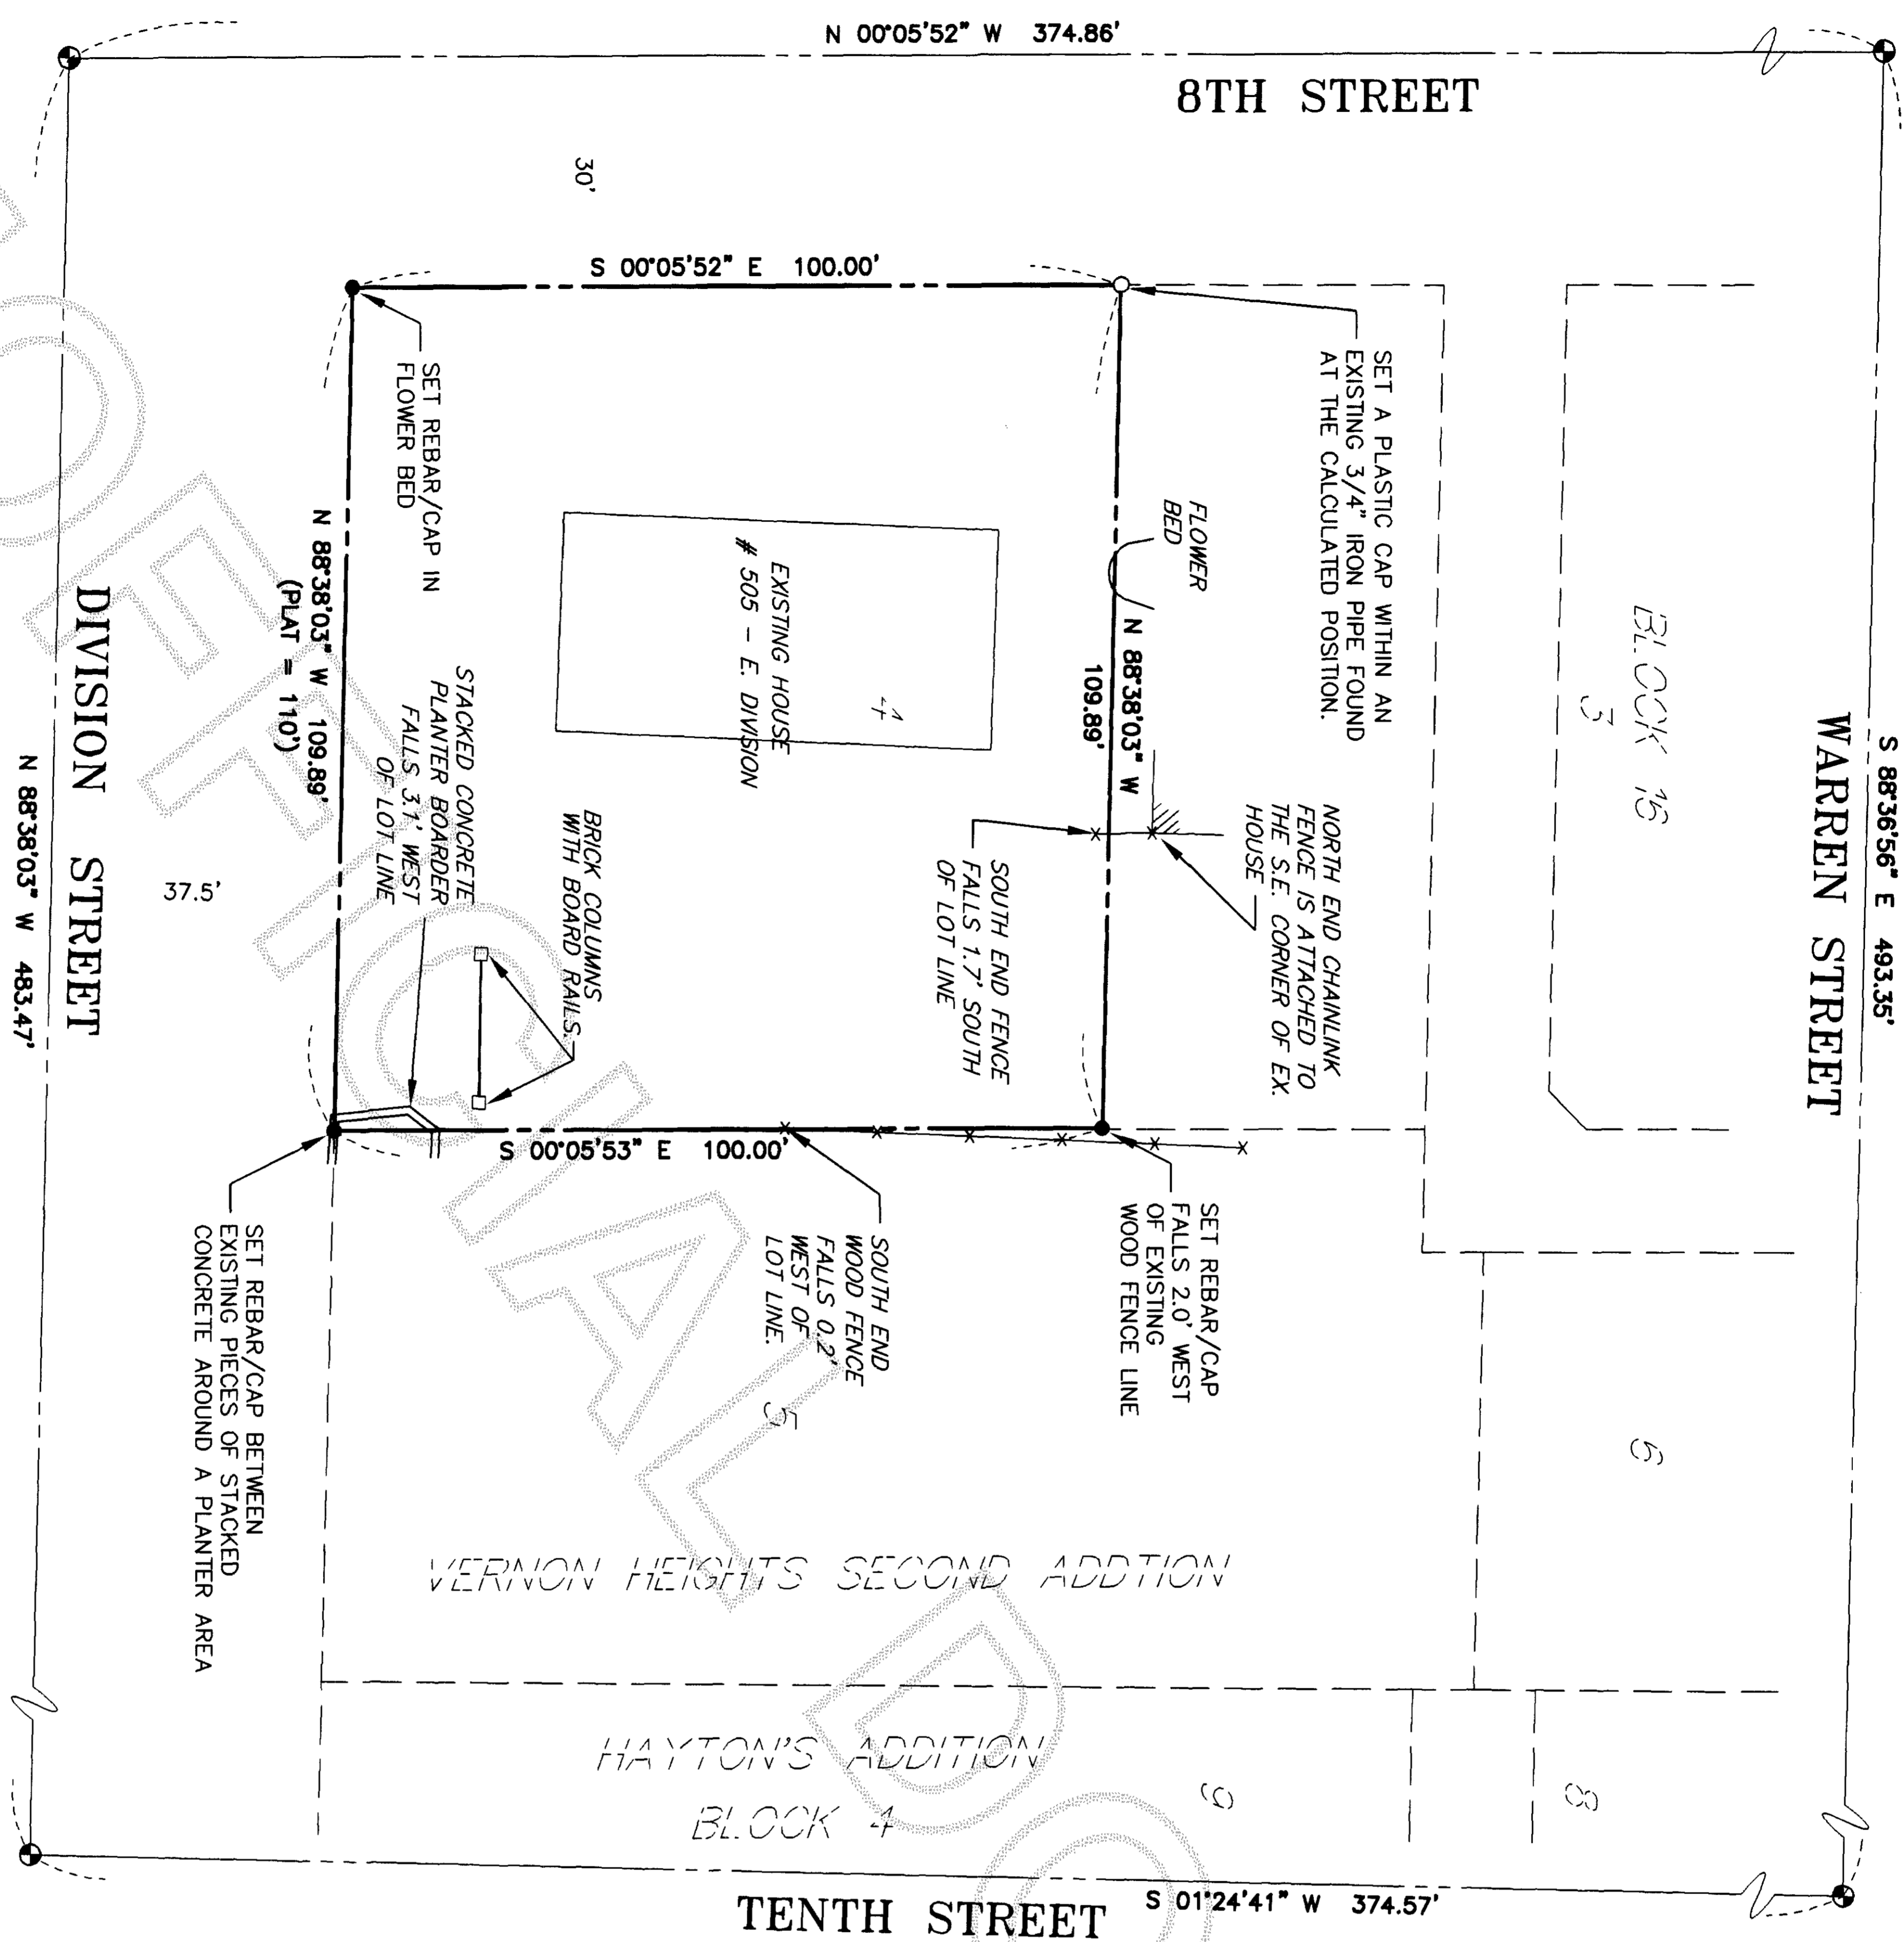 N 00°05'52" W 374.86'
8TH STREET
30'
S 00°05'52" E 100.00'
SET A PLASTIC CAP WITHIN AN
EXISTING 3/4" IRON PIPE FOUND
AT THE CALCULATED POSITION.
SET REBAR/CAP IN
FLOWER BED
FLOWER
BED
BLOCK 15
3
S 88°36'56" E 493.35'
WARREN STREET
N 88°38'03" W
109.89'
EXISTING HOUSE
# 505 - E. DIVISION
4
N 88°38'03" W 109.89'
(PLAT = 110')
DIVISION STREET
N 88°38'03" W 483.47'
37.5'
STACKED CONCRETE
PLANTER BOARDER
FALLS 3.1' WEST
OF LOT LINE
BRICK COLUMNS
WITH BOARD RAILS.
NORTH END CHAINLINK
FENCE IS ATTACHED TO
THE S.E. CORNER OF EX.
HOUSE
SOUTH END FENCE
FALLS 1.7' SOUTH
OF LOT LINE
S 00°05'53" E 100.00'
SET REBAR/CAP
FALLS 2.0' WEST
OF EXISTING
WOOD FENCE LINE
SOUTH END
WOOD FENCE
FALLS 0.2'
WEST OF
LOT LINE.
SET REBAR/CAP BETWEEN
EXISTING PIECES OF STACKED
CONCRETE AROUND A PLANTER AREA
5
6
VERNON HEIGHTS SECOND ADDTION
HAYTON'S ADDITION
BLOCK 4
9
8
S 01°24'41" W 374.57'
TENTH STREET